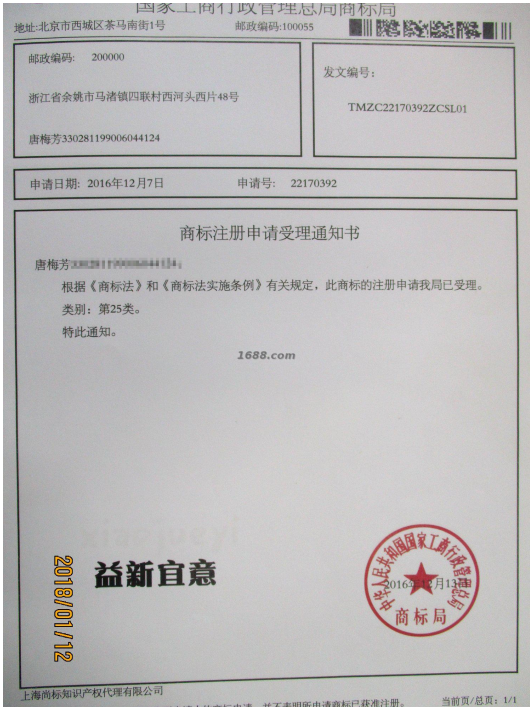 国家工商行政管理总局商标局
地址:北京市西城区茶马南街1号
邮政编码:100055
邮政编码: 200000
浙江省余姚市马渚镇四联村西河头西片48号
唐梅芳330281199006044124
发文编号:
TMZC22170392ZCSL01
申请日期: 2016年12月7日
申请号: 22170392
商标注册申请受理通知书
唐梅芳
根据《商标法》和《商标法实施条例》有关规定，此商标的注册申请我局已受理。
类别: 第25类。
特此通知。
1688.com
益新宜意
中华人民共和国国家工商行政管理总局
2016年12月13日
商标局
2018/01/12
上海尚标知识产权代理有限公司
商标申请，并不表明所申请商标已获准注册。
当前页/总页: 1/1